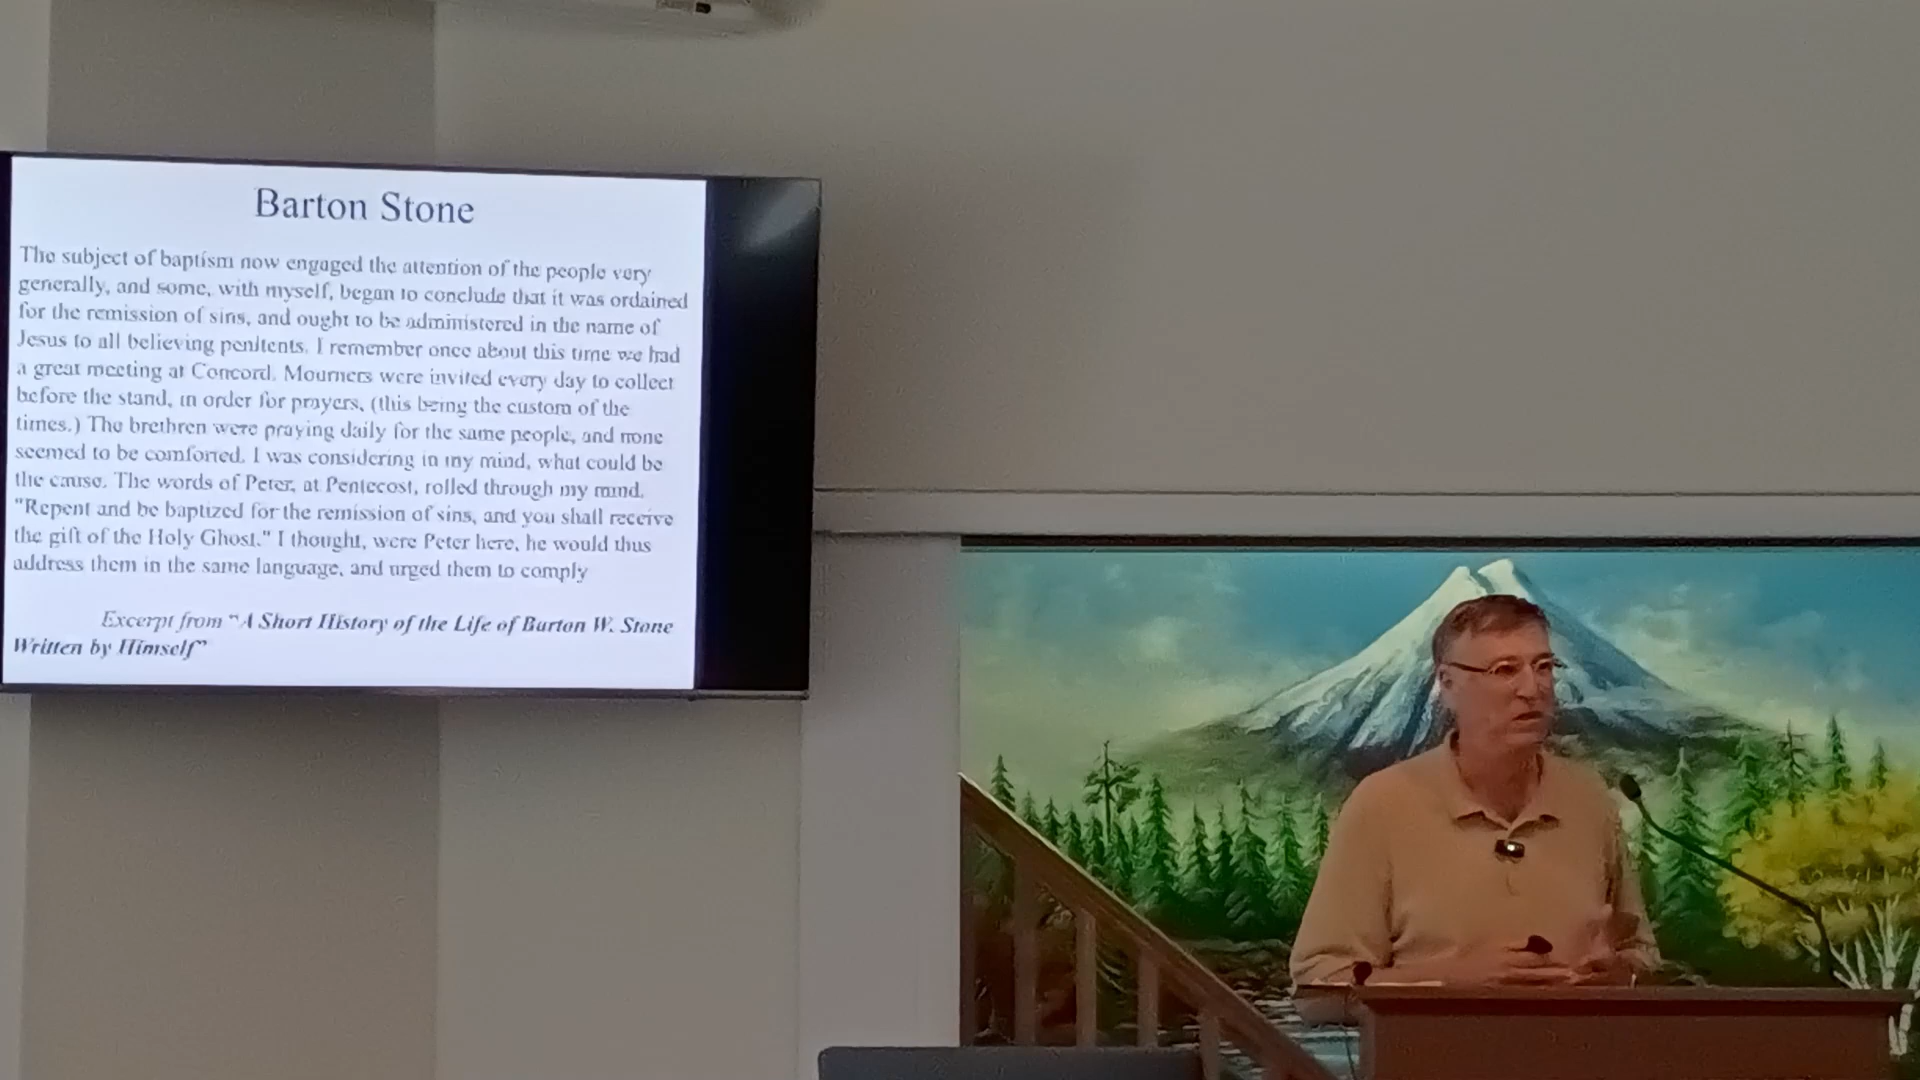 Barton Stone
The subject of baptism now engaged the attention of the people very
generally, and some, with myself, began to conclude that it was ordained
for the remission of sins, and ought to be administered in the name of
Jesus to all believing penitents. I remember once about this time we had
a great meeting at Concord. Mourners were invited every day to collect
before the stand, in order for prayers, (this being the custom of the
times.) The brethren were praying daily for the same people, and none
seemed to be comforted. I was considering in my mind, what could be
the cause. The words of Peter, at Pentecost, rolled through my mind,
"Repent and be baptized for the remission of sins, and you shall receive
the gift of the Holy Ghost." I thought, were Peter here, he would thus
address them in the same language, and urged them to comply
Excerpt from "A Short History of the Life of Barton W. Stone
Written by Himself"